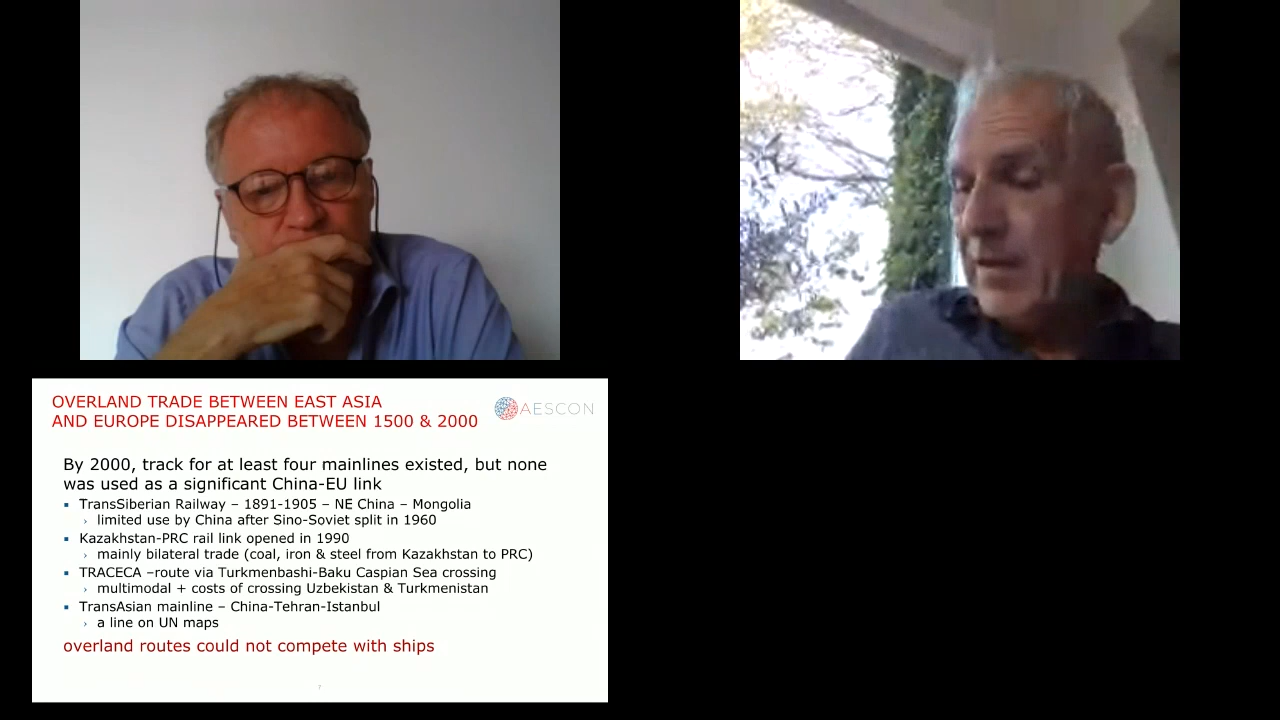 OVERLAND TRADE BETWEEN EAST ASIA
AND EUROPE DISAPPEARED BETWEEN 1500 & 2000
AESCON
By 2000, track for at least four mainlines existed, but none
was used as a significant China-EU link
▪ TransSiberian Railway – 1891-1905 – NE China – Mongolia
› limited use by China after Sino-Soviet split in 1960
▪ Kazakhstan-PRC rail link opened in 1990
› mainly bilateral trade (coal, iron & steel from Kazakhstan to PRC)
▪ TRACECA –route via Turkmenbashi-Baku Caspian Sea crossing
› multimodal + costs of crossing Uzbekistan & Turkmenistan
▪ TransAsian mainline – China-Tehran-Istanbul
› a line on UN maps
overland routes could not compete with ships